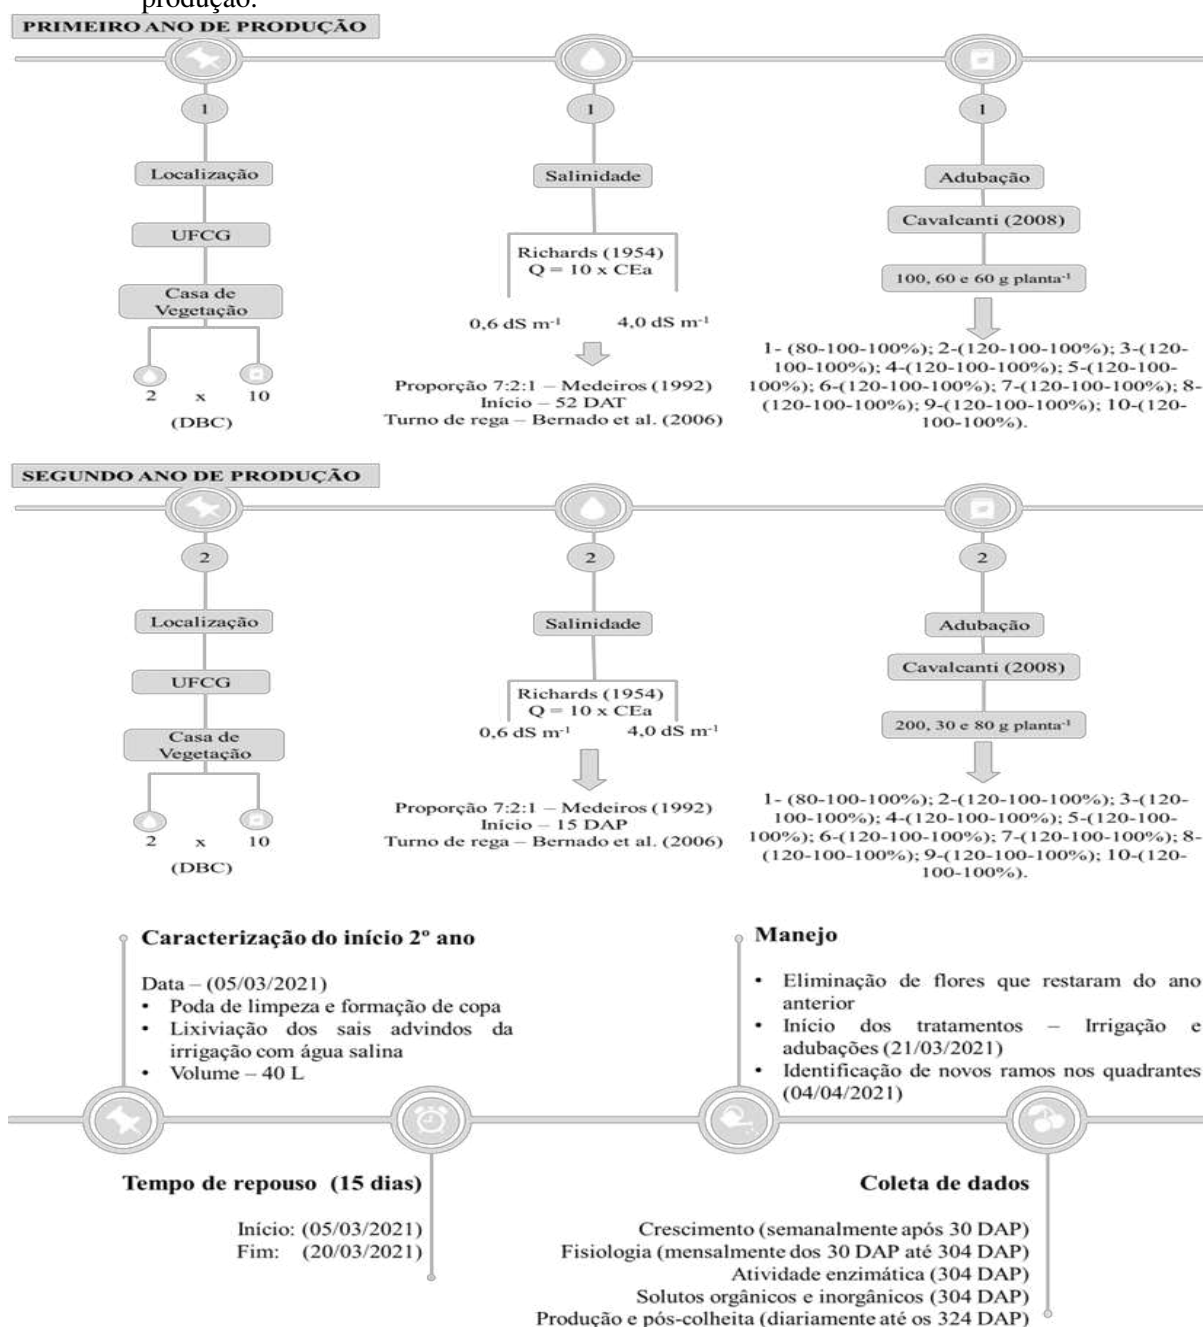 produção.
PRIMEIRO ANO DE PRODUÇÃO
1
Localização
UFCG
Casa de
Vegetação
2 x 10
(DBC)
1
Salinidade
Richards (1954)
Q = 10 x CEa
0,6 dS m⁻¹ 4,0 dS m⁻¹
Proporção 7:2:1 – Medeiros (1992)
Início – 52 DAT
Turno de rega – Bernado et al. (2006)
1
Adubação
Cavalcanti (2008)
100, 60 e 60 g planta⁻¹
1- (80-100-100%); 2-(120-100-100%); 3-(120-
100-100%); 4-(120-100-100%); 5-(120-100-
100%); 6-(120-100-100%); 7-(120-100-100%); 8-
(120-100-100%); 9-(120-100-100%); 10-(120-
100-100%).
SEGUNDO ANO DE PRODUÇÃO
2
Localização
UFCG
Casa de
Vegetação
2 x 10
(DBC)
2
Salinidade
Richards (1954)
Q = 10 x CEa
0,6 dS m⁻¹ 4,0 dS m⁻¹
Proporção 7:2:1 – Medeiros (1992)
Início – 15 DAP
Turno de rega – Bernado et al. (2006)
2
Adubação
Cavalcanti (2008)
200, 30 e 80 g planta⁻¹
1- (80-100-100%); 2-(120-100-100%); 3-(120-
100-100%); 4-(120-100-100%); 5-(120-100-
100%); 6-(120-100-100%); 7-(120-100-100%); 8-
(120-100-100%); 9-(120-100-100%); 10-(120-
100-100%).
Caracterização do início 2º ano
Data – (05/03/2021)
• Poda de limpeza e formação de copa
• Lixiviação dos sais advindos da
irrigação com água salina
• Volume – 40 L
Manejo
• Eliminação de flores que restaram do ano
anterior
• Início dos tratamentos – Irrigação e
adubações (21/03/2021)
• Identificação de novos ramos nos quadrantes
(04/04/2021)
Tempo de repouso (15 dias)
Início: (05/03/2021)
Fim: (20/03/2021)
Coleta de dados
Crescimento (semanalmente após 30 DAP)
Fisiologia (mensalmente dos 30 DAP até 304 DAP)
Atividade enzimática (304 DAP)
Solutos orgânicos e inorgânicos (304 DAP)
Produção e pós-colheita (diariamente até os 324 DAP)